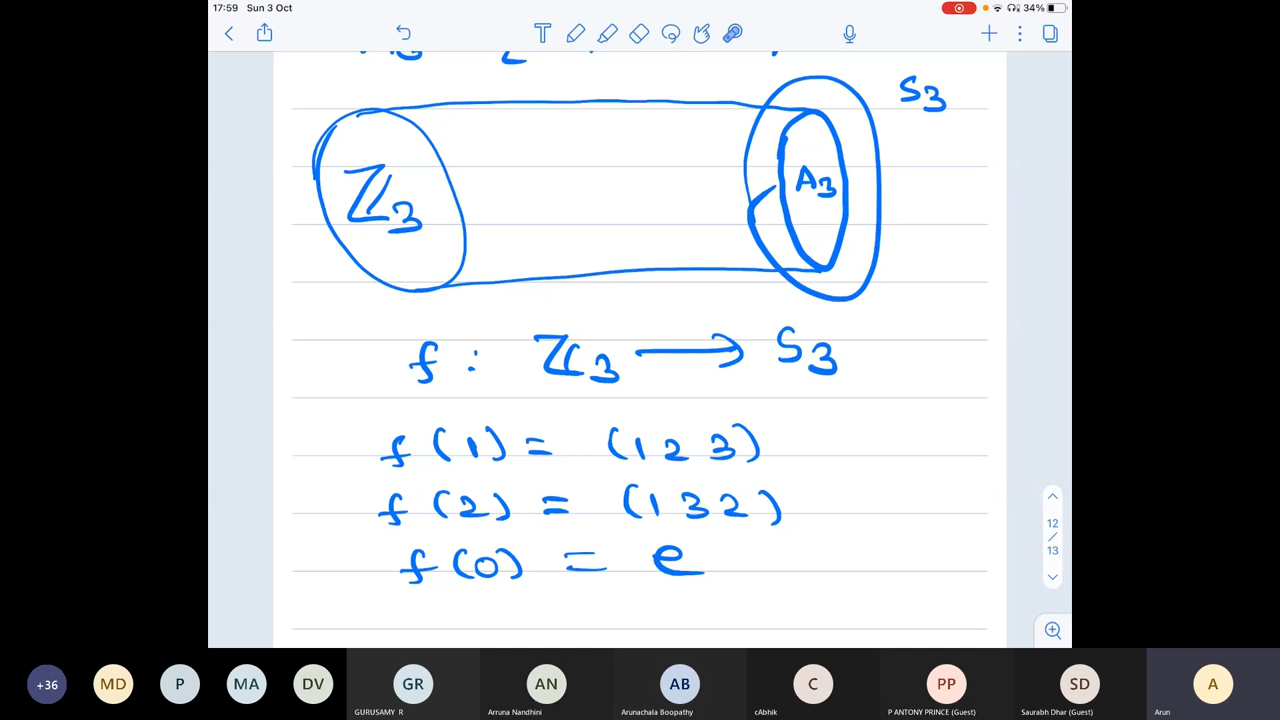 17:59 Sun 3 Oct
34%
T
S3
Z3
A3
f : Z3 ⟶ S3
f (1) = (1 2 3)
f (2) = (1 3 2)
f (0) = e
12
/
13
+36
MD
P
MA
DV
GR
AN
AB
C
PP
SD
A
GURUSAMY R
Arruna Nandhini
Arunachala Boopathy
cAbhik
P ANTONY PRINCE (Guest)
Saurabh Dhar (Guest)
Arun